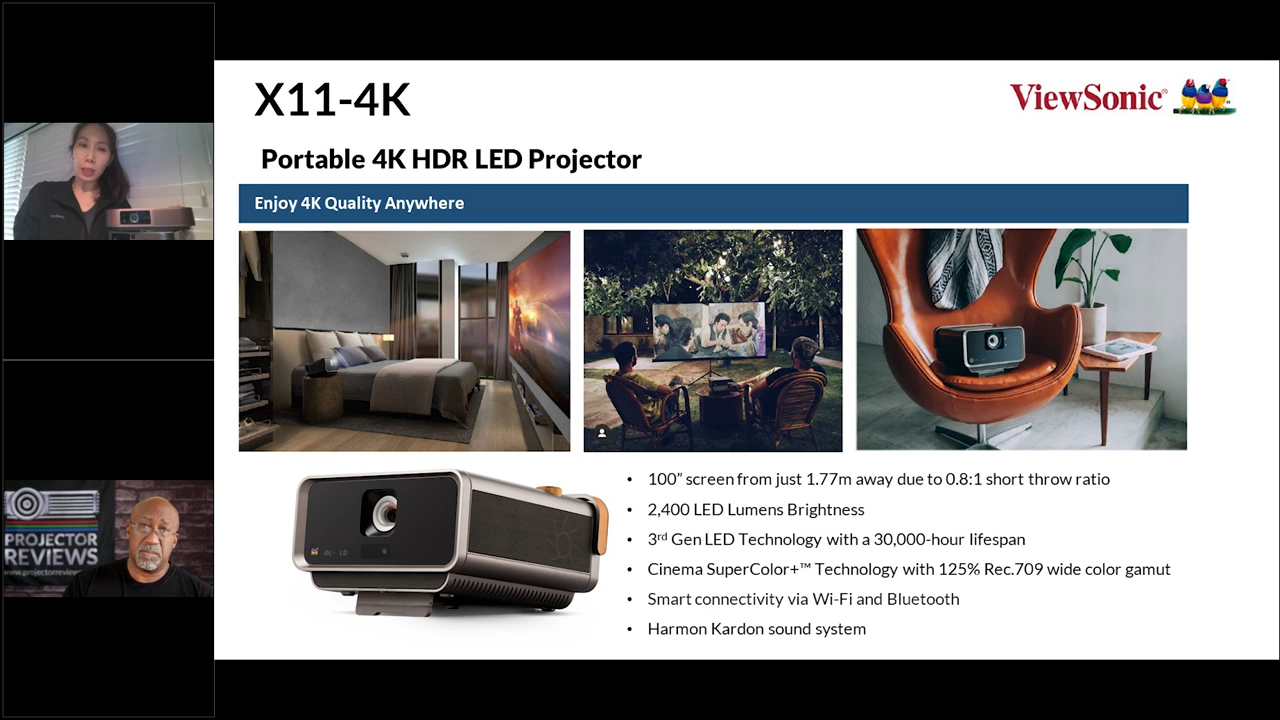 X11-4K
ViewSonic®
Portable 4K HDR LED Projector
Enjoy 4K Quality Anywhere
PROJECTOR
REVIEWS
• 100” screen from just 1.77m away due to 0.8:1 short throw ratio
• 2,400 LED Lumens Brightness
• 3rd Gen LED Technology with a 30,000-hour lifespan
• Cinema SuperColor+™ Technology with 125% Rec.709 wide color gamut
• Smart connectivity via Wi-Fi and Bluetooth
• Harmon Kardon sound system